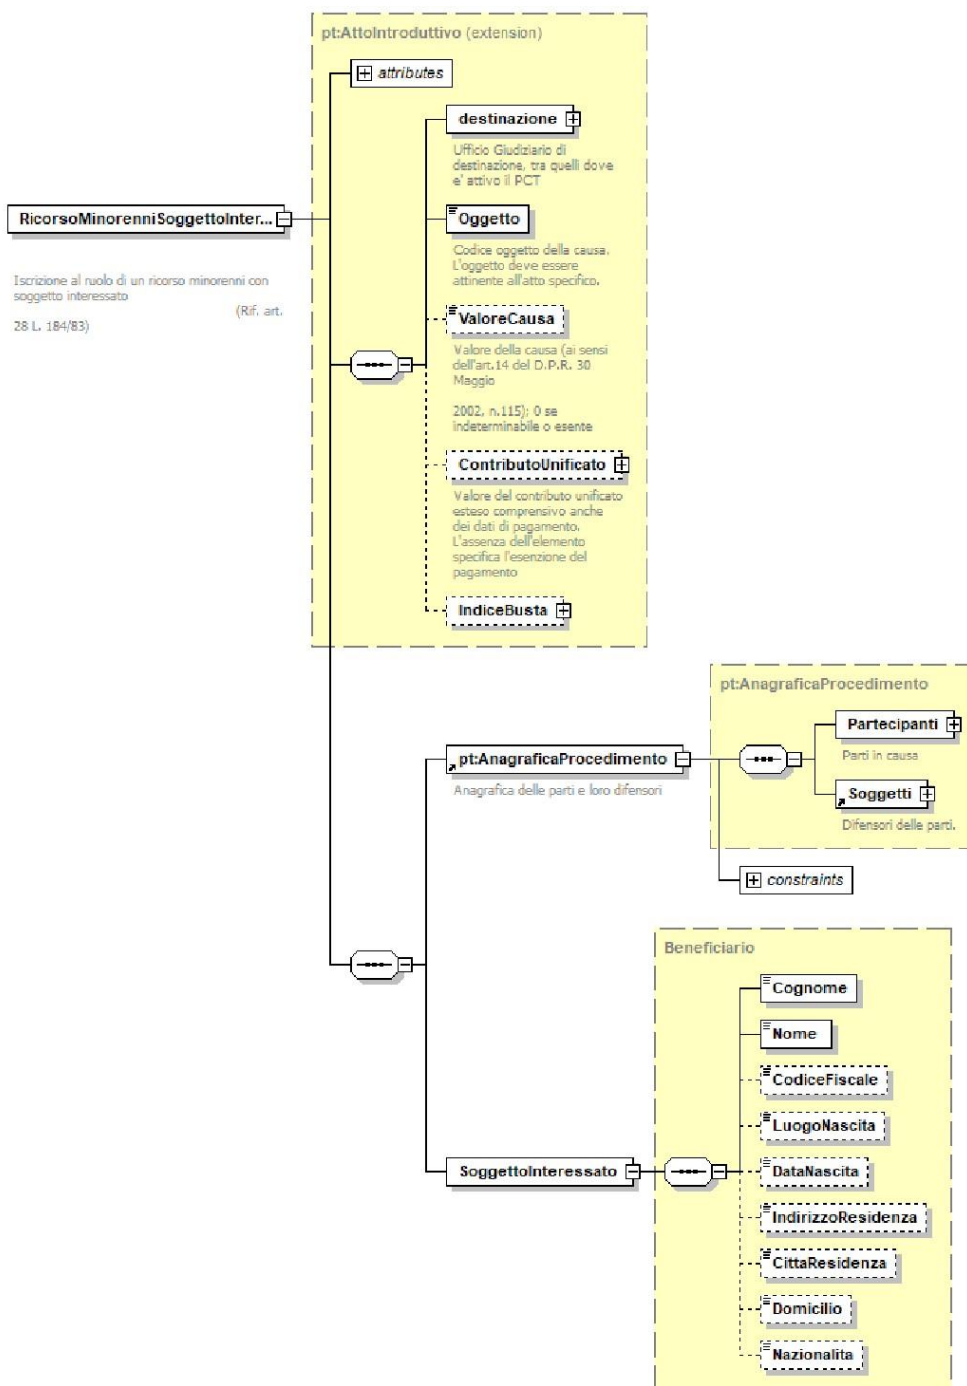 pt:AttoIntroduttivo (extension)
attributes
destinazione
Ufficio Giudiziario di
destinazione, tra quelli dove
e' attivo il PCT
RicorsoMinorenniSoggettoInter...
Iscrizione al ruolo di un ricorso minorenni con
soggetto interessato
(Rif. art.
28 L. 184/83)
Oggetto
Codice oggetto della causa.
L'oggetto deve essere
attinente all'atto specifico.
ValoreCausa
Valore della causa (ai sensi
dell'art.14 del D.P.R. 30
Maggio
2002, n.115); 0 se
indeterminabile o esente
ContributoUnificato
Valore del contributo unificato
esteso comprensivo anche
dei dati di pagamento.
L'assenza dell'elemento
specifica l'esenzione del
pagamento
IndiceBusta
pt:AnagraficaProcedimento
Anagrafica delle parti e loro difensori
pt:AnagraficaProcedimento
Partecipanti
Parti in causa
Soggetti
Difensori delle parti.
constraints
SoggettoInteressato
Beneficiario
Cognome
Nome
CodiceFiscale
LuogoNascita
DataNascita
IndirizzoResidenza
CittaResidenza
Domicilio
Nazionalita